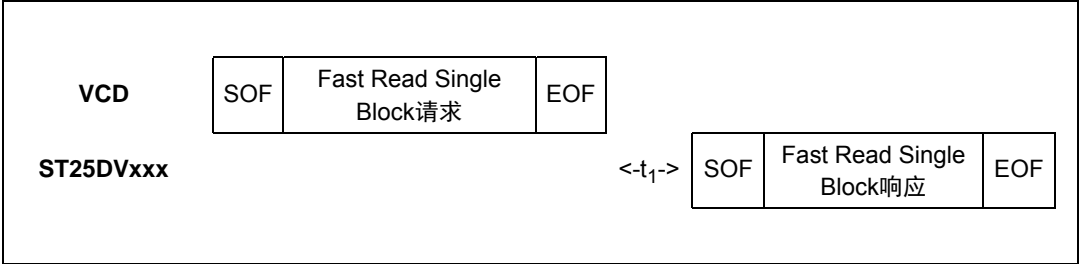 VCD SOF Fast Read Single EOF
Block请求
ST25DVxxx <-t1-> SOF Fast Read Single EOF
Block响应